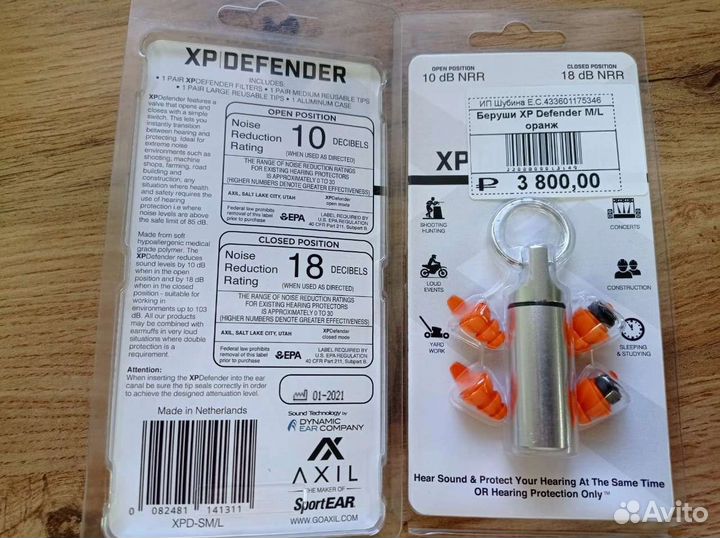 XP|DEFENDER
INCLUDES:
• 1 PAIR XPDEFENDER FILTERS • 1 PAIR MEDIUM REUSABLE TIPS
• 1 PAIR LARGE REUSABLE TIPS • 1 ALUMINUM CASE
XPDefender features a
valve that opens and
closes with a simple
switch. This lets you
instantly transition
between hearing and
protecting. Ideal for
extreme noise
environments such as
shooting, machine
shops, farming, road
building and
construction, any
situation where health
and safety requires the
use of hearing
protection i.e where
noise levels are above
the safe limit of 85 dB.
Made from soft
hypoallergenic medical
grade polymer. The
XPDefender reduces
sound levels by 10 dB
when in the open
position and by 18 dB
when in the closed
position - suitable for
working in
environments up to 103
dB. All our products
may be combined with
earmuffs in very loud
situations where double
protection is a
requirement.
OPEN POSITION
Noise
Reduction
Rating
10 DECIBELS
(WHEN USED AS DIRECTED)
THE RANGE OF NOISE REDUCTION RATINGS
FOR EXISTING HEARING PROTECTORS
IS APPROXIMATELY 0 TO 30
(HIGHER NUMBERS DENOTE GREATER EFFECTIVENESS)
AXIL, SALT LAKE CITY, UTAH
XPDefender
open mode
Federal law prohibits
removal of this label
prior to purchase
EPA
LABEL REQUIRED BY
U.S. EPA REGULATION
40 CFR Part 211, Subpart B
CLOSED POSITION
Noise
Reduction
Rating
18 DECIBELS
(WHEN USED AS DIRECTED)
THE RANGE OF NOISE REDUCTION RATINGS
FOR EXISTING HEARING PROTECTORS
IS APPROXIMATELY 0 TO 30
(HIGHER NUMBERS DENOTE GREATER EFFECTIVENESS)
AXIL, SALT LAKE CITY, UTAH
XPDefender
closed mode
Federal law prohibits
removal of this label
prior to purchase
EPA
LABEL REQUIRED BY
U.S. EPA REGULATION
40 CFR Part 211, Subpart B
Attention:
When inserting the XPDefender into the ear
canal be sure the tip seals correctly in order to
achieve the designed attenuation level.
01-2021
Made in Netherlands
0 082481 141311
XPD-SM/L
Sound Technology by
DYNAMIC
EAR COMPANY
AXIL
THE MAKER OF
SportEAR
WWW.GOAXIL.COM
OPEN POSITION
10 dB NRR
CLOSED POSITION
18 dB NRR
ИП Шубина Е.С.433601175346
Беруши XP Defender M/L
оранж
₽ 3 800,00
XP
SHOOTING
HUNTING
CONCERTS
LOUD
EVENTS
CONSTRUCTION
YARD
WORK
SLEEPING
& STUDYING
Hear Sound & Protect Your Hearing At The Same Time
OR Hearing Protection Only™
Avito